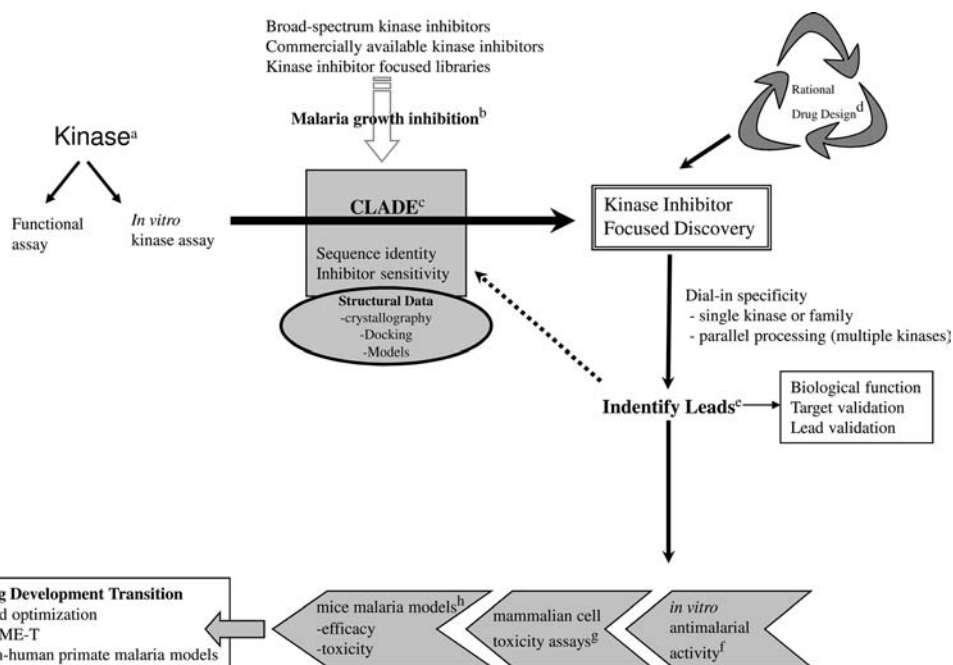 Broad-spectrum kinase inhibitors
Commercially available kinase inhibitors
Kinase inhibitor focused libraries
Malaria growth inhibition^b
Rational
Drug Design^d
Kinase^a
Functional
assay
In vitro
kinase assay
CLADE^c
Sequence identity
Inhibitor sensitivity
Structural Data
-crystallography
-Docking
-Models
Kinase Inhibitor
Focused Discovery
Dial-in specificity
- single kinase or family
- parallel processing (multiple kinases)
Indentify Leads^e
Biological function
Target validation
Lead validation
in vitro
antimalarial
activity^f
mammalian cell
toxicity assays^g
mice malaria models^h
-efficacy
-toxicity
g Development Transition
d optimization
ME-T
n-human primate malaria models